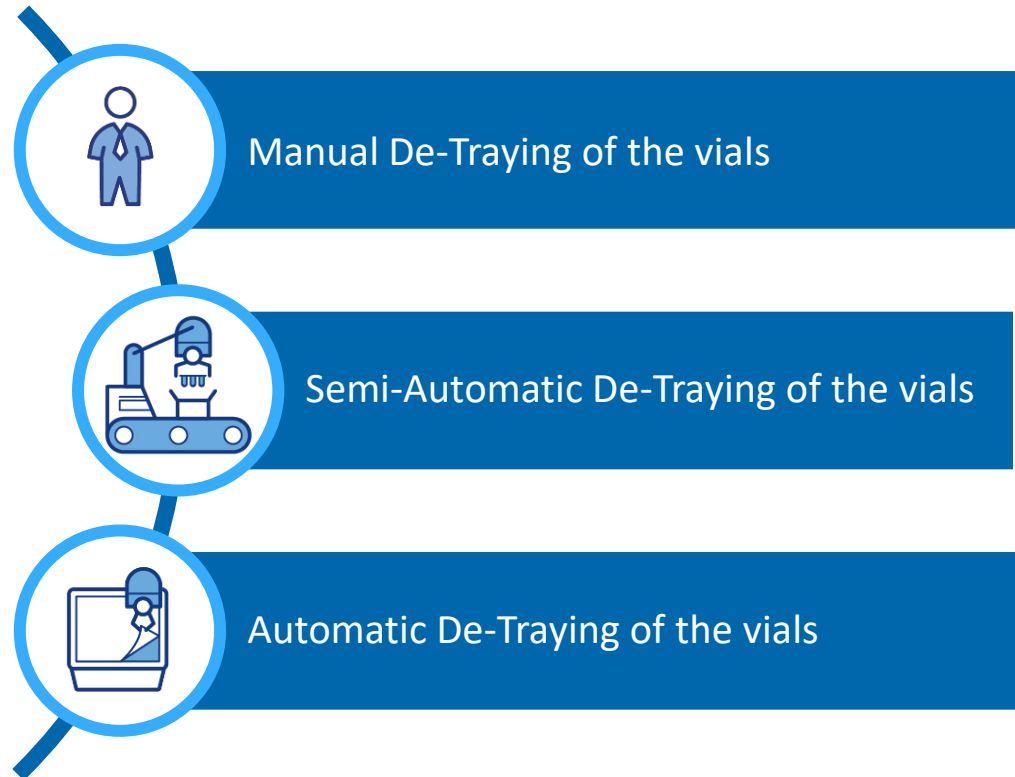 Manual De-Traying of the vials
Semi-Automatic De-Traying of the vials
Automatic De-Traying of the vials